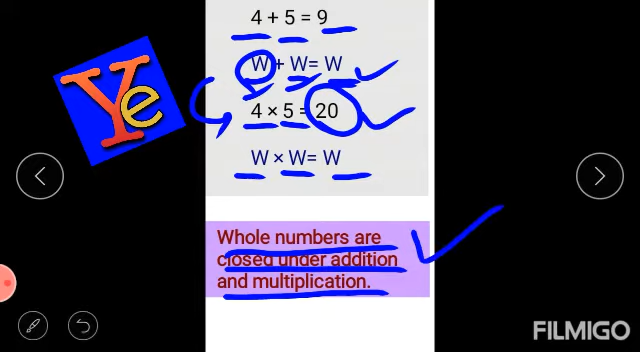 4 + 5 = 9
W + W= W
4 × 5 = 20
W × W= W
Ye
Whole numbers are
closed under addition
and multiplication.
FILMIGO